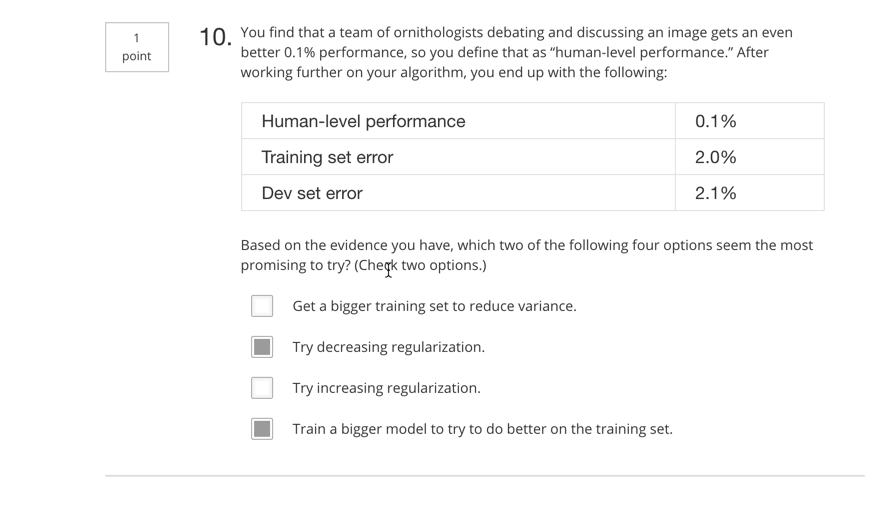 1
point
10.
You find that a team of ornithologists debating and discussing an image gets an even
better 0.1% performance, so you define that as “human-level performance.” After
working further on your algorithm, you end up with the following:
Human-level performance 0.1%
Training set error 2.0%
Dev set error 2.1%
Based on the evidence you have, which two of the following four options seem the most
promising to try? (Check two options.)
Get a bigger training set to reduce variance.
Try decreasing regularization.
Try increasing regularization.
Train a bigger model to try to do better on the training set.